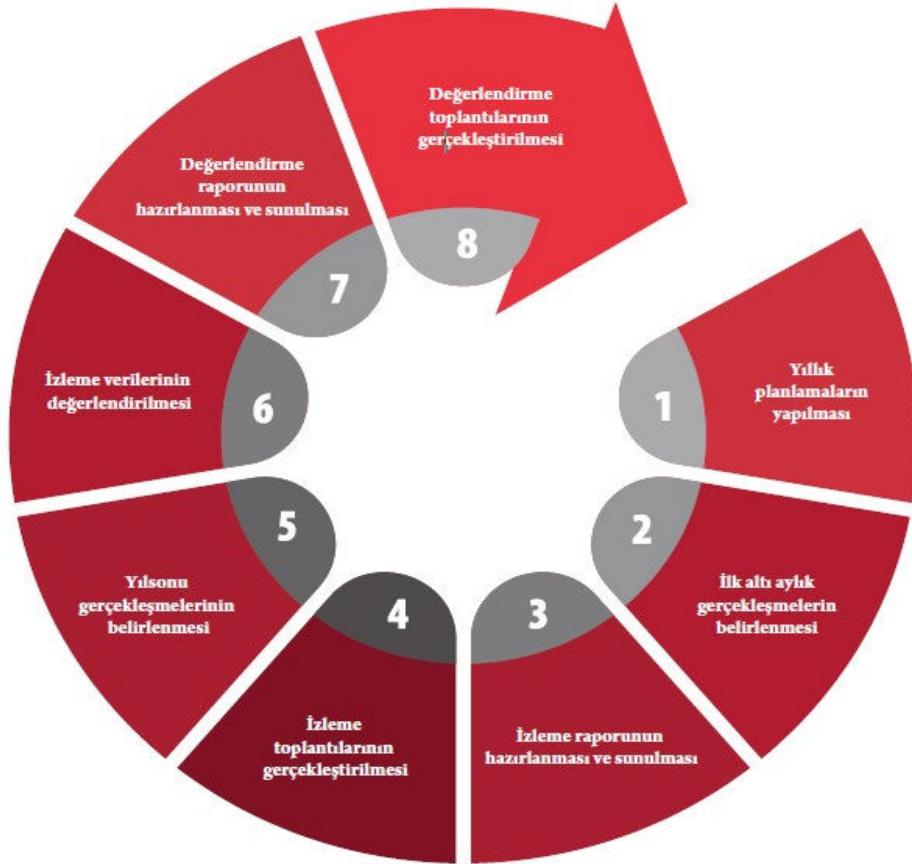 1
Yıllık
planlamaların
yapılması
2
İlk altı aylık
gerçekleşmelerin
belirlenmesi
3
İzleme raporunun
hazırlanması ve sunulması
4
İzleme
toplantılarının
gerçekleştirilmesi
5
Yılsonu
gerçekleşmelerinin
belirlenmesi
6
İzleme verilerinin
değerlendirilmesi
7
Değerlendirme
raporunun
hazırlanması ve sunulması
8
Değerlendirme
toplantılarının
gerçekleştirilmesi